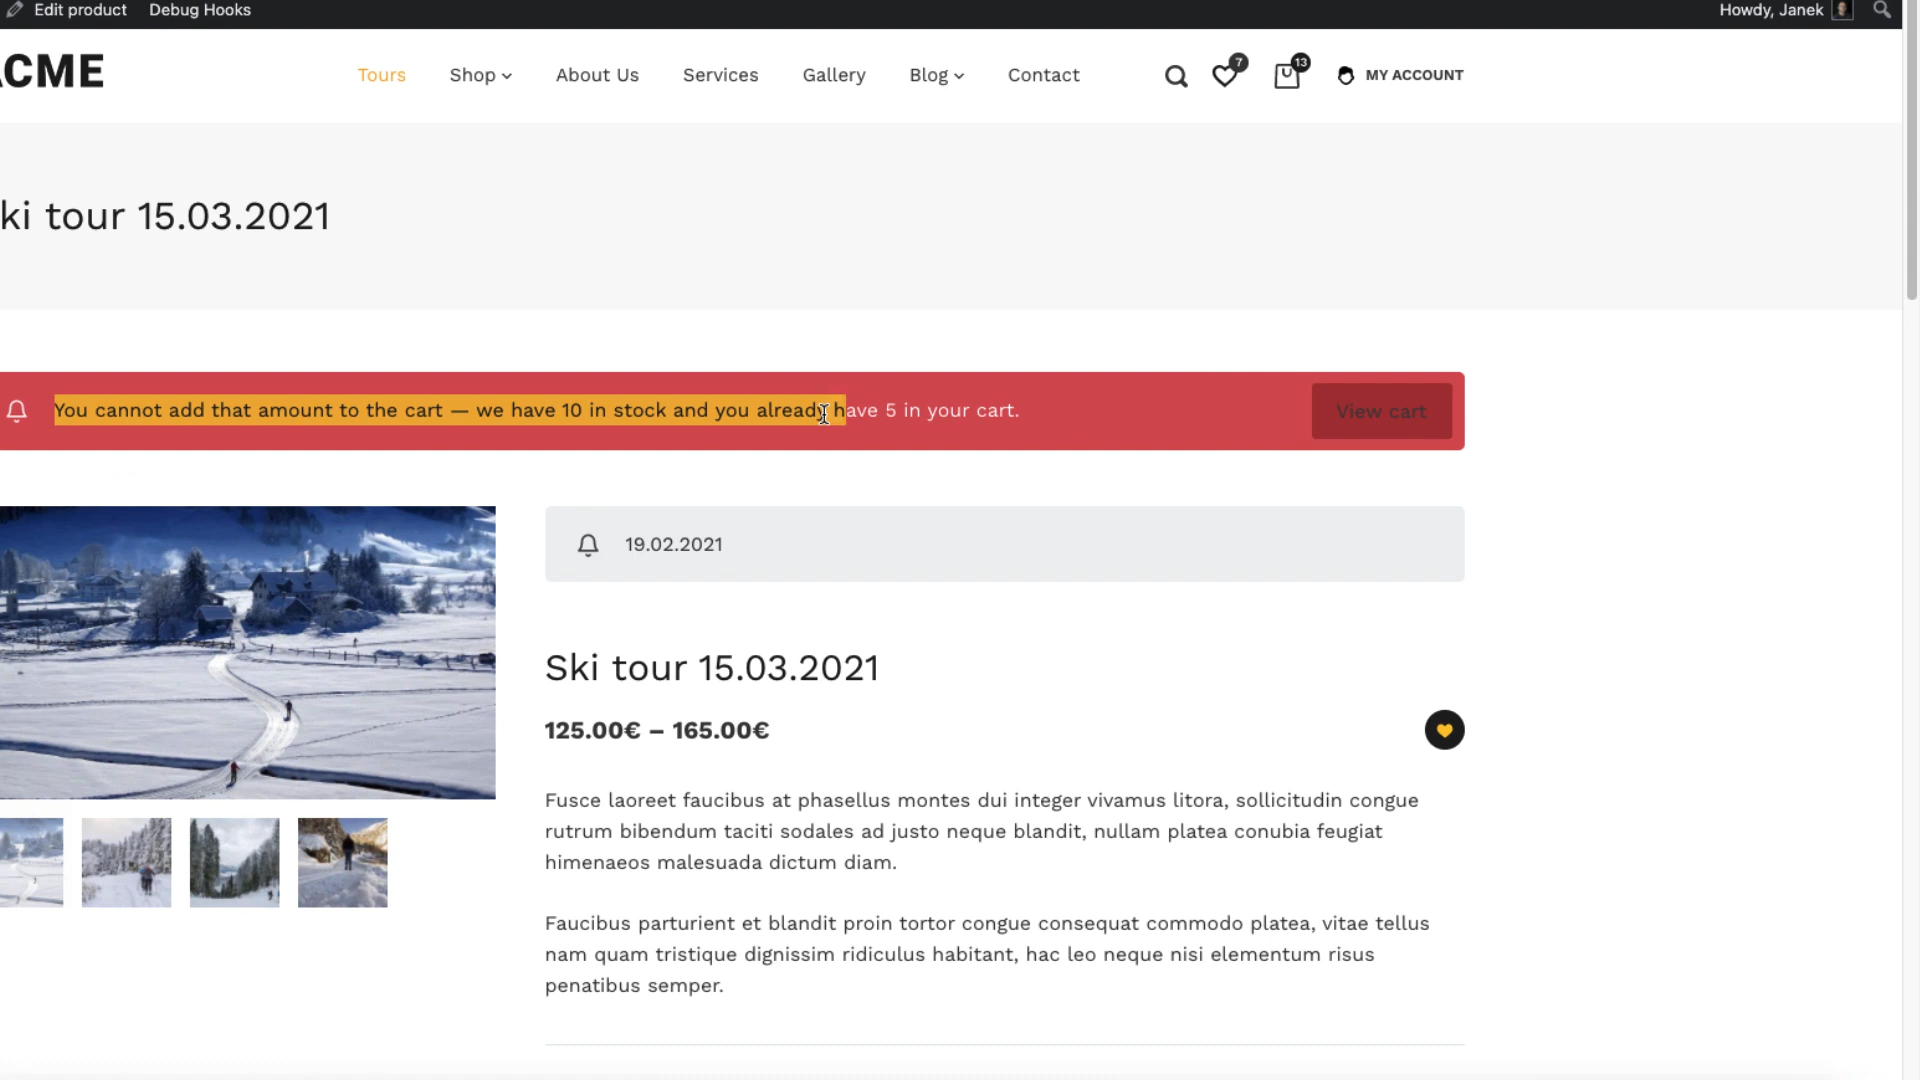 Edit product Debug Hooks Howdy, Janek
ACME Tours Shop About Us Services Gallery Blog Contact 7 13 MY ACCOUNT
ki tour 15.03.2021
You cannot add that amount to the cart — we have 10 in stock and you already have 5 in your cart. View cart
19.02.2021
Ski tour 15.03.2021
125.00€ – 165.00€
Fusce laoreet faucibus at phasellus montes dui integer vivamus litora, sollicitudin congue
rutrum bibendum taciti sodales ad justo neque blandit, nullam platea conubia feugiat
himenaeos malesuada dictum diam.
Faucibus parturient et blandit proin tortor congue consequat commodo platea, vitae tellus
nam quam tristique dignissim ridiculus habitant, hac leo neque nisi elementum risus
penatibus semper.